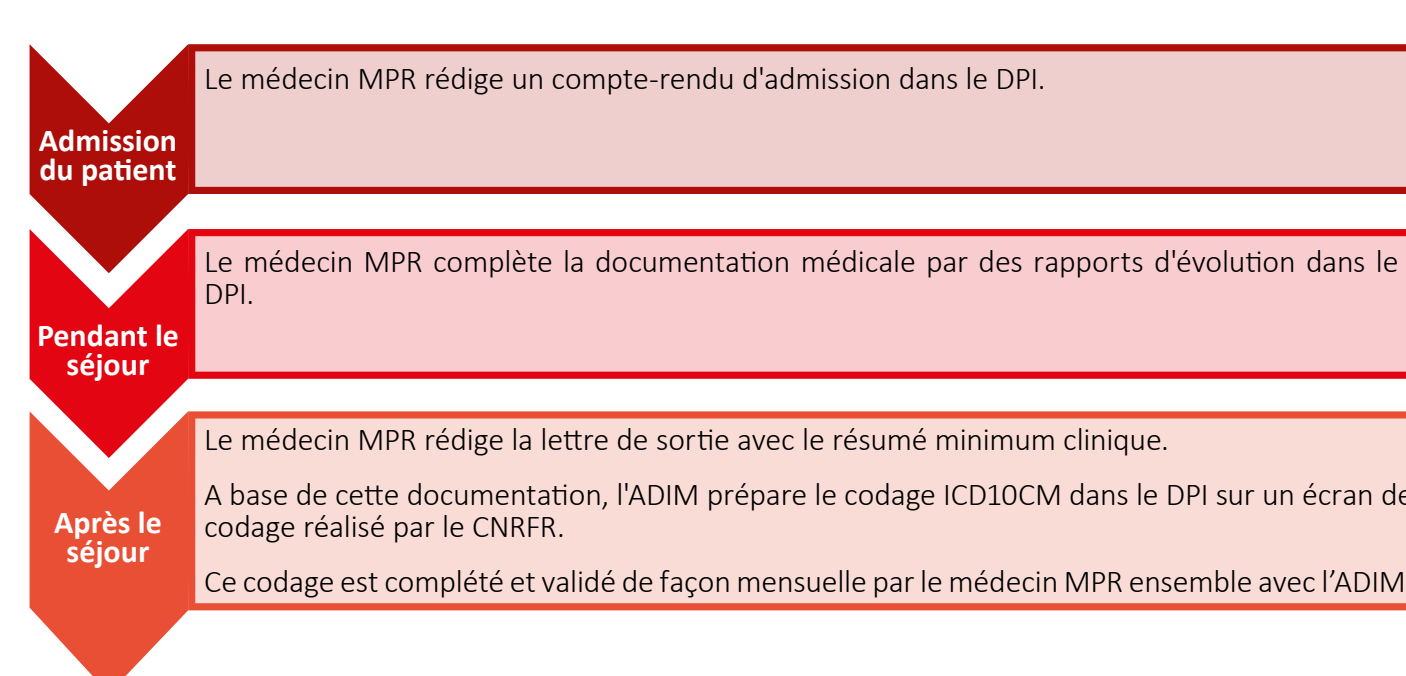 Admission
du patient
Le médecin MPR rédige un compte-rendu d'admission dans le DPI.
Pendant le
séjour
Le médecin MPR complète la documentation médicale par des rapports d'évolution dans le
DPI.
Après le
séjour
Le médecin MPR rédige la lettre de sortie avec le résumé minimum clinique.
A base de cette documentation, l'ADIM prépare le codage ICD10CM dans le DPI sur un écran de
codage réalisé par le CNRFR.
Ce codage est complété et validé de façon mensuelle par le médecin MPR ensemble avec l’ADIM